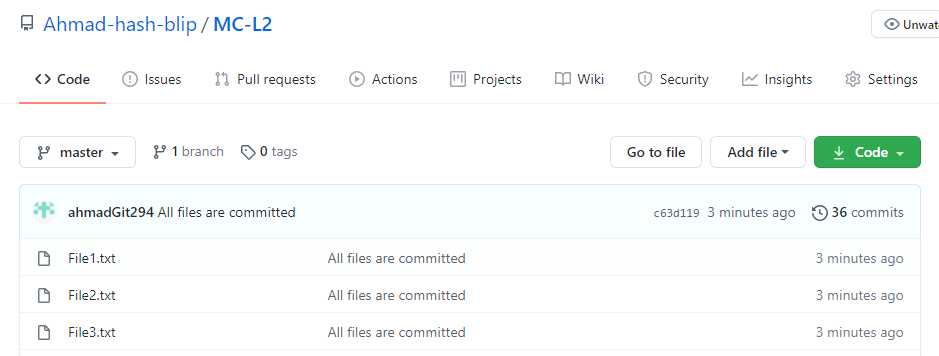 Ahmad-hash-blip / MC-L2
Unwat
Code Issues Pull requests Actions Projects Wiki Security Insights Settings
master 1 branch 0 tags Go to file Add file Code
ahmadGit294 All files are committed c63d119 3 minutes ago 36 commits
File1.txt All files are committed 3 minutes ago
File2.txt All files are committed 3 minutes ago
File3.txt All files are committed 3 minutes ago